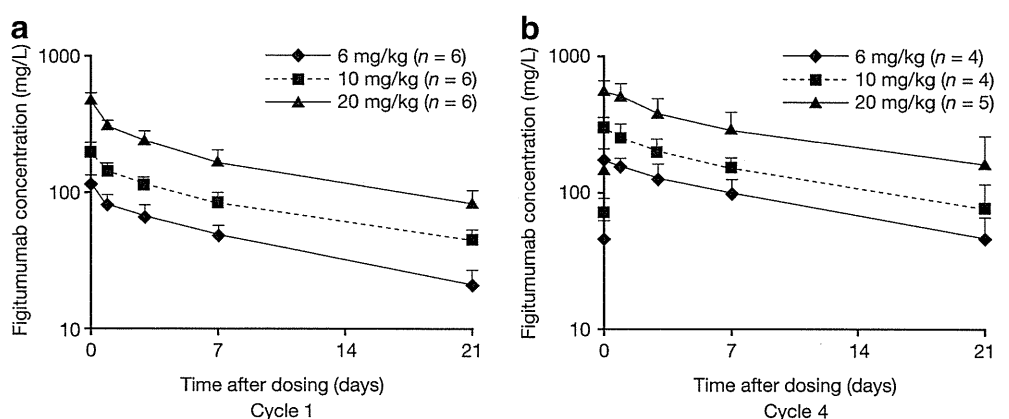 a
Figitumumab concentration (mg/L)
1000
100
10
6 mg/kg (n = 6)
10 mg/kg (n = 6)
20 mg/kg (n = 6)
0 7 14 21
Time after dosing (days)
Cycle 1
b
Figitumumab concentration (mg/L)
1000
100
10
6 mg/kg (n = 4)
10 mg/kg (n = 4)
20 mg/kg (n = 5)
0 7 14 21
Time after dosing (days)
Cycle 4